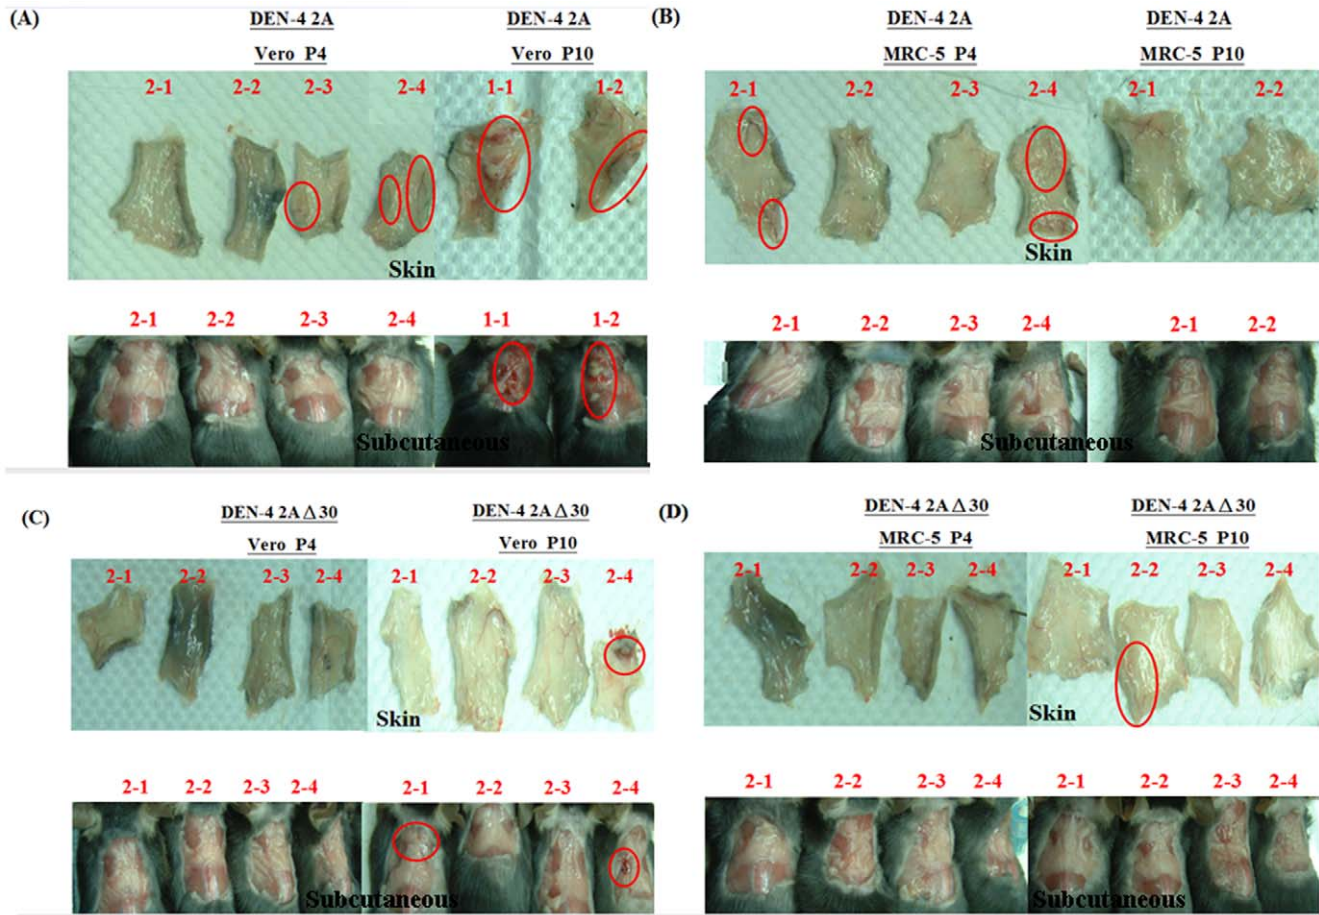 (A)
DEN-4 2A DEN-4 2A
Vero P4 Vero P10
2-1 2-2 2-3 2-4 1-1 1-2
Skin
2-1 2-2 2-3 2-4 1-1 1-2
Subcutaneous
(B)
DEN-4 2A DEN-4 2A
MRC-5 P4 MRC-5 P10
2-1 2-2 2-3 2-4 2-1 2-2
Skin
2-1 2-2 2-3 2-4 2-1 2-2
Subcutaneous
(C)
DEN-4 2A Δ 30 DEN-4 2A Δ 30
Vero P4 Vero P10
2-1 2-2 2-3 2-4 2-1 2-2 2-3 2-4
Skin
2-1 2-2 2-3 2-4 2-1 2-2 2-3 2-4
Subcutaneous
(D)
DEN-4 2A Δ 30 DEN-4 2A Δ 30
MRC-5 P4 MRC-5 P10
2-1 2-2 2-3 2-4 2-1 2-2 2-3 2-4
Skin
2-1 2-2 2-3 2-4 2-1 2-2 2-3 2-4
Subcutaneous